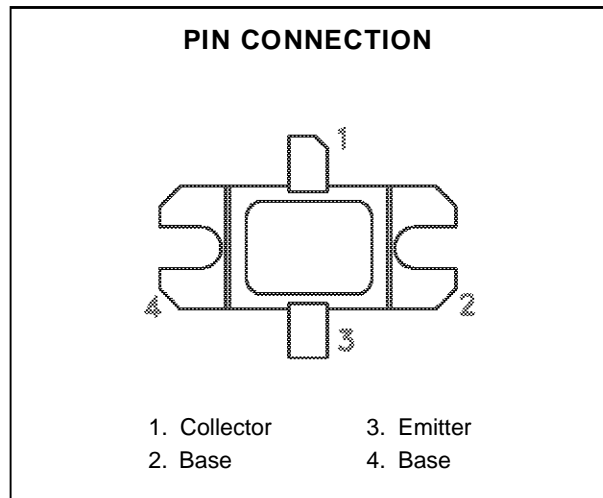 PIN CONNECTION
1
4
2
3
1. Collector
3. Emitter
2. Base
4. Base